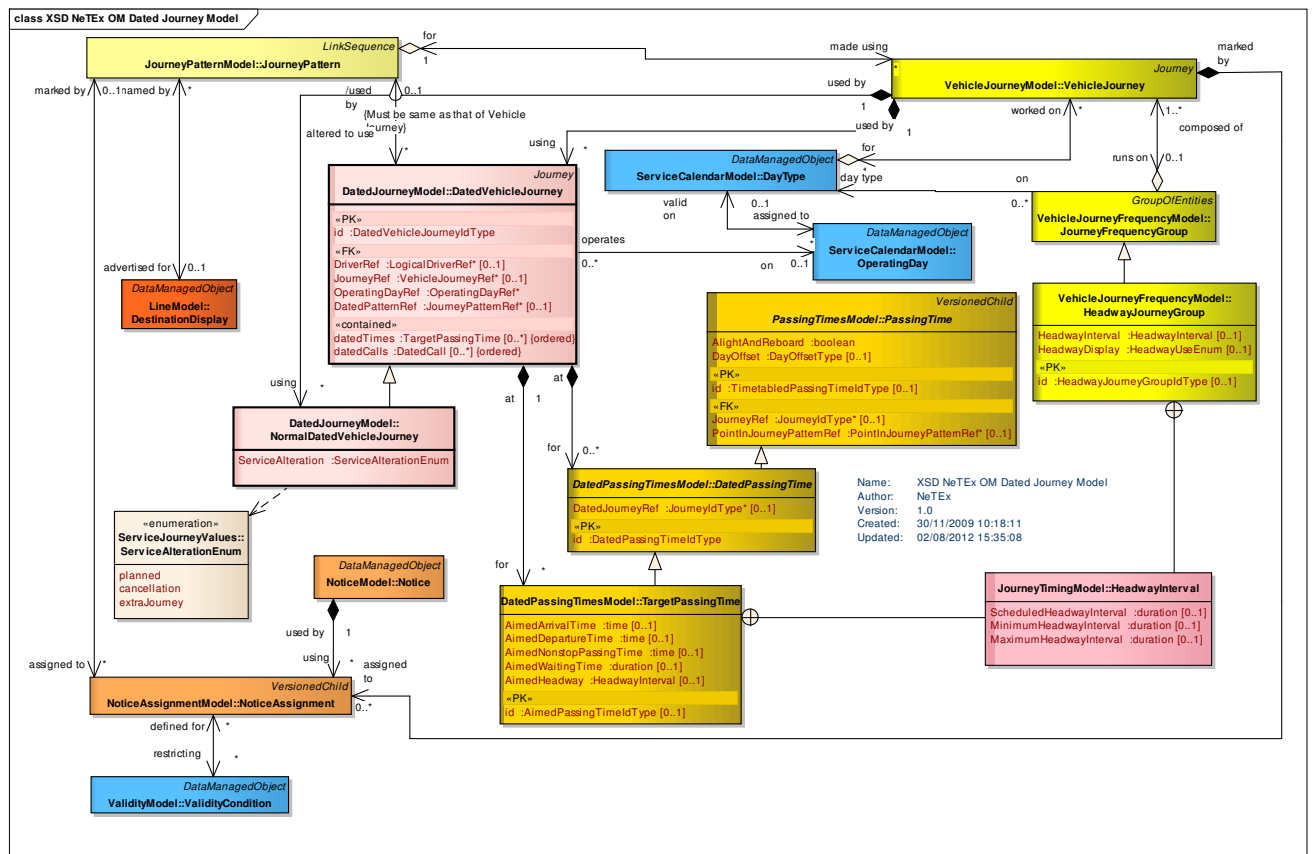 class XSD NeTEx OM Dated Journey Model
LinkSequence
JourneyPatternModel::JourneyPattern
for
1
made using
*
Journey
VehicleJourneyModel::VehicleJourney
marked
by
marked by
0..1
named by
*
/used
by
0..1
{Must be same as that of Vehicle
Journey}
altered to use
*
used by
1
used by
1
using
*
worked on
*
1..*
composed of
runs on
0..1
DataManagedObject
ServiceCalendarModel::DayType
for
*
day type
on
0..*
valid
on
0..1
assigned to
*
GroupOfEntities
VehicleJourneyFrequencyModel::
JourneyFrequencyGroup
Journey
DatedJourneyModel::DatedVehicleJourney
«PK»
id :DatedVehicleJourneyIdType
«FK»
DriverRef :LogicalDriverRef* [0..1]
JourneyRef :VehicleJourneyRef* [0..1]
OperatingDayRef :OperatingDayRef*
DatedPatternRef :JourneyPatternRef* [0..1]
«contained»
datedTimes :TargetPassingTime [0..*] {ordered}
datedCalls :DatedCall [0..*] {ordered}
operates
0..*
on
0..1
DataManagedObject
ServiceCalendarModel::
OperatingDay
advertised for
0..1
DataManagedObject
LineModel::
DestinationDisplay
VersionedChild
PassingTimesModel::PassingTime
AlightAndReboard :boolean
DayOffset :DayOffsetType [0..1]
«PK»
id :TimetabledPassingTimeIdType [0..1]
«FK»
JourneyRef :JourneyIdType* [0..1]
PointInJourneyPatternRef :PointInJourneyPatternRef* [0..1]
VehicleJourneyFrequencyModel::
HeadwayJourneyGroup
HeadwayInterval :HeadwayInterval [0..1]
HeadwayDisplay :HeadwayUseEnum [0..1]
«PK»
id :HeadwayJourneyGroupIdType [0..1]
using
*
at
1
at
DatedJourneyModel::
NormalDatedVehicleJourney
ServiceAlteration :ServiceAlterationEnum
for
0..*
DatedPassingTimesModel::DatedPassingTime
DatedJourneyRef :JourneyIdType* [0..1]
«PK»
id :DatedPassingTimeIdType
Name: XSD NeTEx OM Dated Journey Model
Author: NeTEx
Version: 1.0
Created: 30/11/2009 10:18:11
Updated: 02/08/2012 15:35:08
«enumeration»
ServiceJourneyValues::
ServiceAlterationEnum
planned
cancellation
extraJourney
DataManagedObject
NoticeModel::Notice
used by
1
using
*
for
*
DatedPassingTimesModel::TargetPassingTime
AimedArrivalTime :time [0..1]
AimedDepartureTime :time [0..1]
AimedNonstopPassingTime :time [0..1]
AimedWaitingTime :duration [0..1]
AimedHeadway :HeadwayInterval [0..1]
«PK»
id :AimedPassingTimeIdType [0..1]
JourneyTimingModel::HeadwayInterval
ScheduledHeadwayInterval :duration [0..1]
MinimumHeadwayInterval :duration [0..1]
MaximumHeadwayInterval :duration [0..1]
assigned to
*
assigned
to
0..*
VersionedChild
NoticeAssignmentModel::NoticeAssignment
defined for
*
restricting
*
DataManagedObject
ValidityModel::ValidityCondition